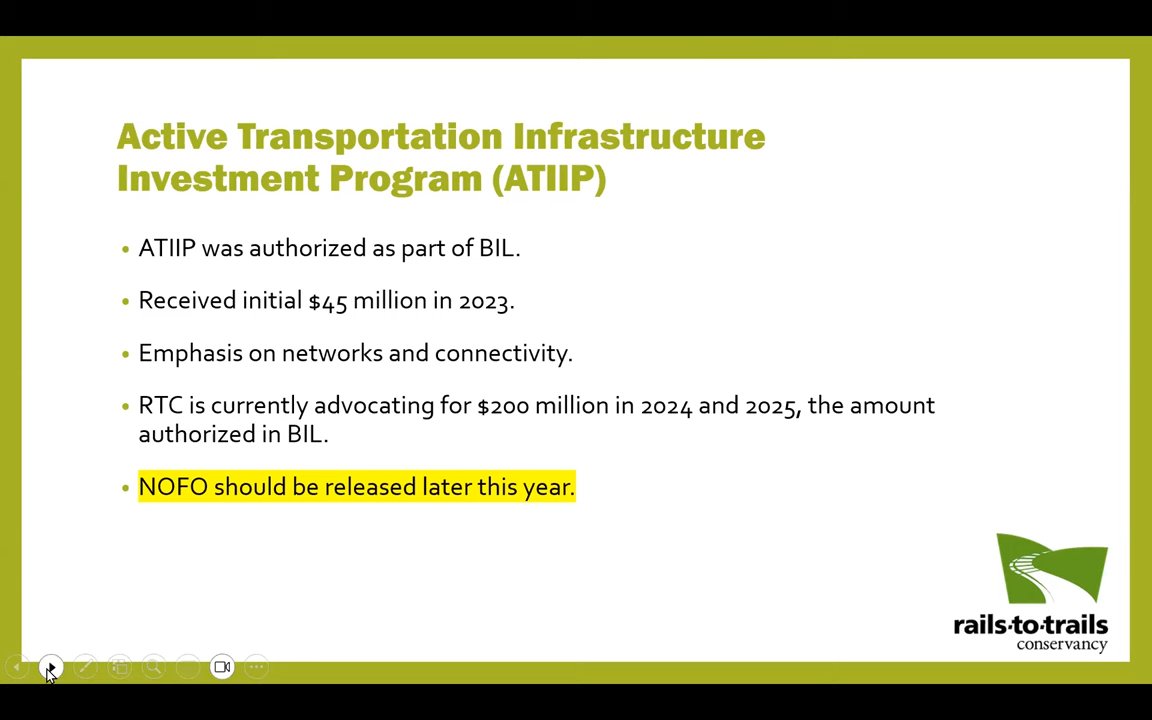 Active Transportation Infrastructure
Investment Program (ATIIP)
• ATIIP was authorized as part of BIL.
• Received initial $45 million in 2023.
• Emphasis on networks and connectivity.
• RTC is currently advocating for $200 million in 2024 and 2025, the amount
authorized in BIL.
• NOFO should be released later this year.
rails·to·trails
conservancy